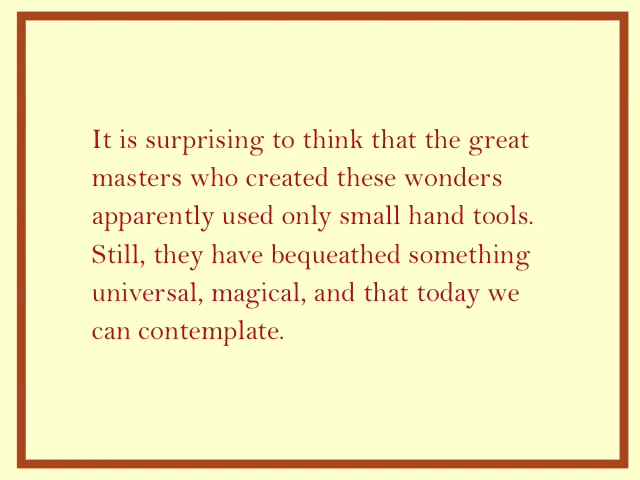 It is surprising to think that the great
masters who created these wonders
apparently used only small hand tools.
Still, they have bequeathed something
universal, magical, and that today we
can contemplate.